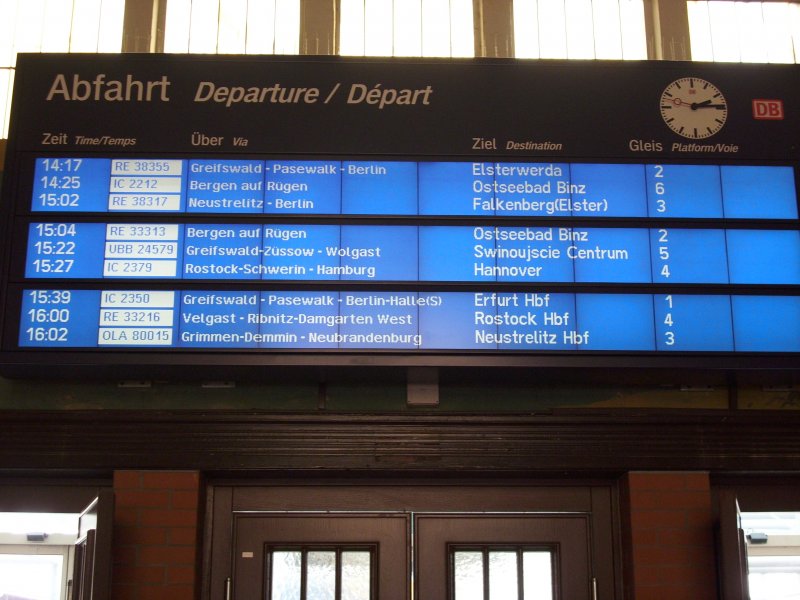 Abfahrt Departure / Départ
DB
Zeit Time/Temps Über Via Ziel Destination Gleis Platform/Voie
14:17 RE 38355 Greifswald - Pasewalk - Berlin Elsterwerda 2
14:25 IC 2212 Bergen auf Rügen Ostseebad Binz 6
15:02 RE 38317 Neustrelitz - Berlin Falkenberg(Elster) 3
15:04 RE 33313 Bergen auf Rügen Ostseebad Binz 2
15:22 UBB 24579 Greifswald-Züssow - Wolgast Swinoujscie Centrum 5
15:27 IC 2379 Rostock-Schwerin - Hamburg Hannover 4
15:39 IC 2350 Greifswald - Pasewalk - Berlin-Halle(S) Erfurt Hbf 1
16:00 RE 33216 Velgast - Ribnitz-Damgarten West Rostock Hbf 4
16:02 OLA 80015 Grimmen-Demmin - Neubrandenburg Neustrelitz Hbf 3